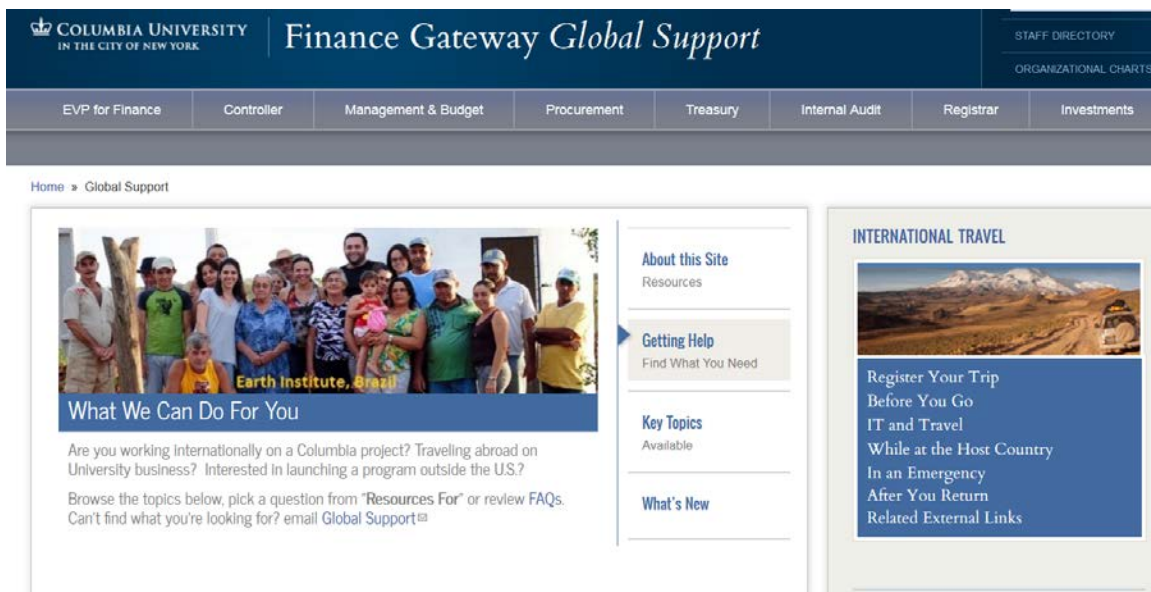 COLUMBIA UNIVERSITY
IN THE CITY OF NEW YORK
Finance Gateway Global Support
STAFF DIRECTORY
ORGANIZATIONAL CHARTS
EVP for Finance
Controller
Management & Budget
Procurement
Treasury
Internal Audit
Registrar
Investments
Home » Global Support
Earth Institute, Brazil
What We Can Do For You
Are you working internationally on a Columbia project? Traveling abroad on
University business? Interested in launching a program outside the U.S.?
Browse the topics below, pick a question from "Resources For" or review FAQs.
Can't find what you're looking for? email Global Support
About this Site
Resources
Getting Help
Find What You Need
Key Topics
Available
What's New
INTERNATIONAL TRAVEL
Register Your Trip
Before You Go
IT and Travel
While at the Host Country
In an Emergency
After You Return
Related External Links